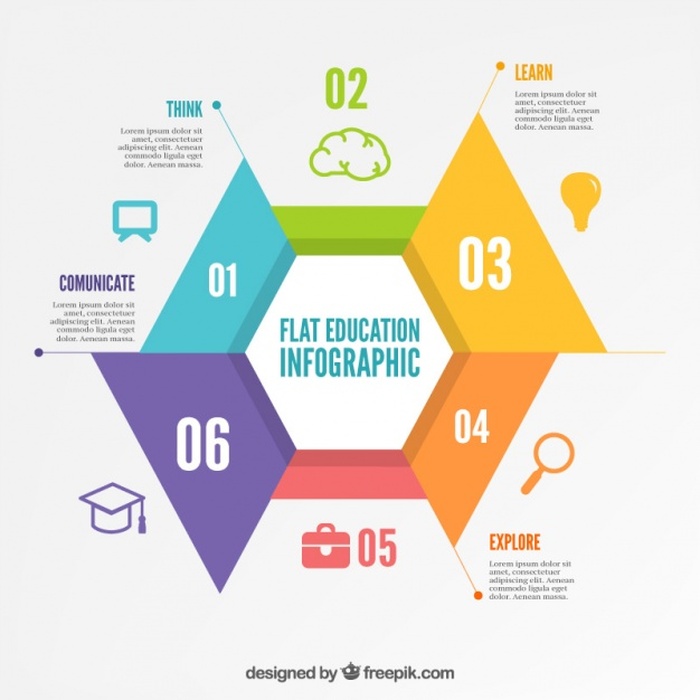 02
LEARN
Lorem ipsum dolor sit
amet, consectetuer
adipiscing elit. Aenean
commodo ligula eget
dolor. Aenean massa.
THINK
Lorem ipsum dolor sit
amet, consectetuer
adipiscing elit. Aenean
commodo ligula eget
dolor. Aenean massa.
01
03
COMUNICATE
Lorem ipsum dolor sit
amet, consectetuer
adipiscing elit. Aenean
commodo ligula eget
dolor. Aenean massa.
FLAT EDUCATION
INFOGRAPHIC
06
04
05
EXPLORE
Lorem ipsum dolor sit
amet, consectetuer
adipiscing elit. Aenean
commodo ligula eget
dolor. Aenean massa.
designed by freepik.com